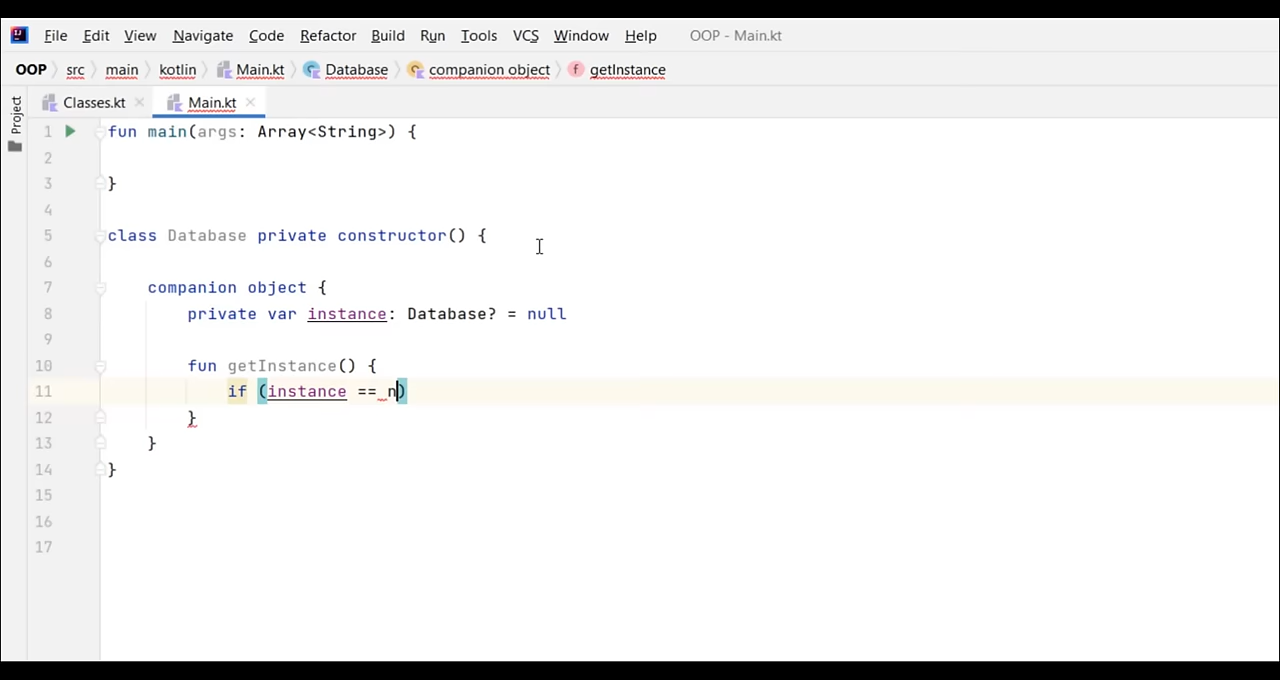 File Edit View Navigate Code Refactor Build Run Tools VCS Window Help OOP - Main.kt
OOP src main kotlin Main.kt Database companion object getInstance
Classes.kt Main.kt
Project
1 fun main(args: Array<String>) {
2
3 }
4
5 class Database private constructor() {
6
7 companion object {
8 private var instance: Database? = null
9
10 fun getInstance() {
11 if (instance == n)
12 }
13 }
14 }
15
16
17